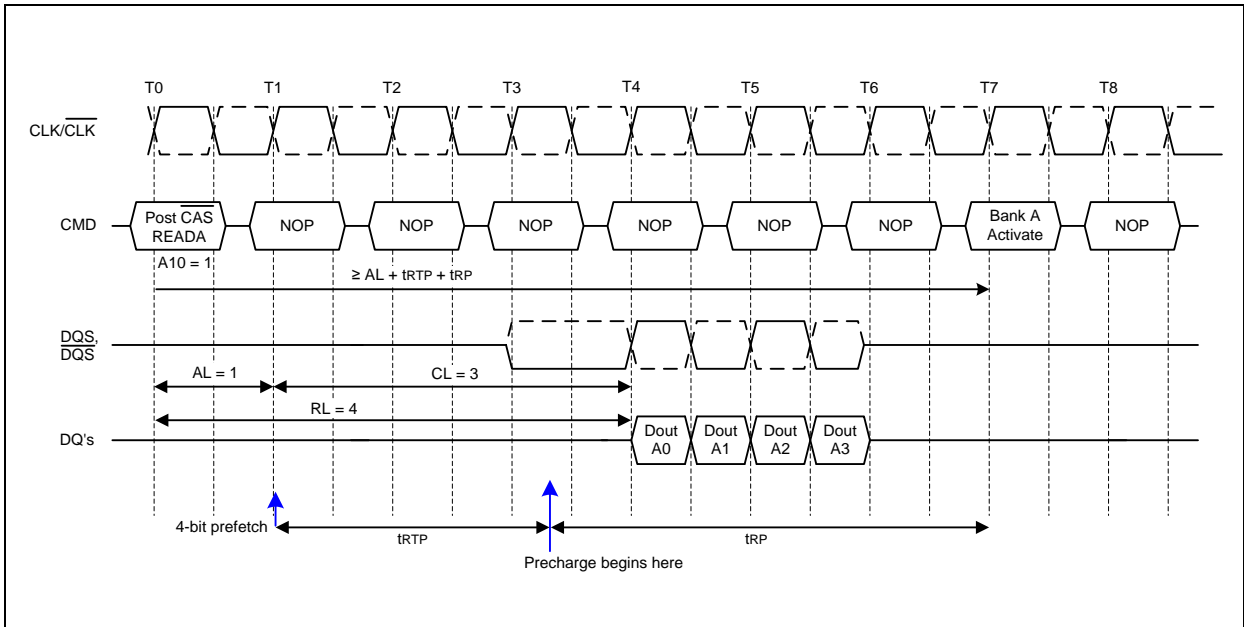 T0 T1 T2 T3 T4 T5 T6 T7 T8
CLK/CLK
CMD
Post CAS
READA
NOP NOP NOP NOP NOP NOP
Bank A
Activate
NOP
A10 = 1
≥ AL + tRTP + tRP
DQS,
DQS
AL = 1
CL = 3
RL = 4
DQ's
Dout
A0
Dout
A1
Dout
A2
Dout
A3
4-bit prefetch
tRTP
tRP
Precharge begins here